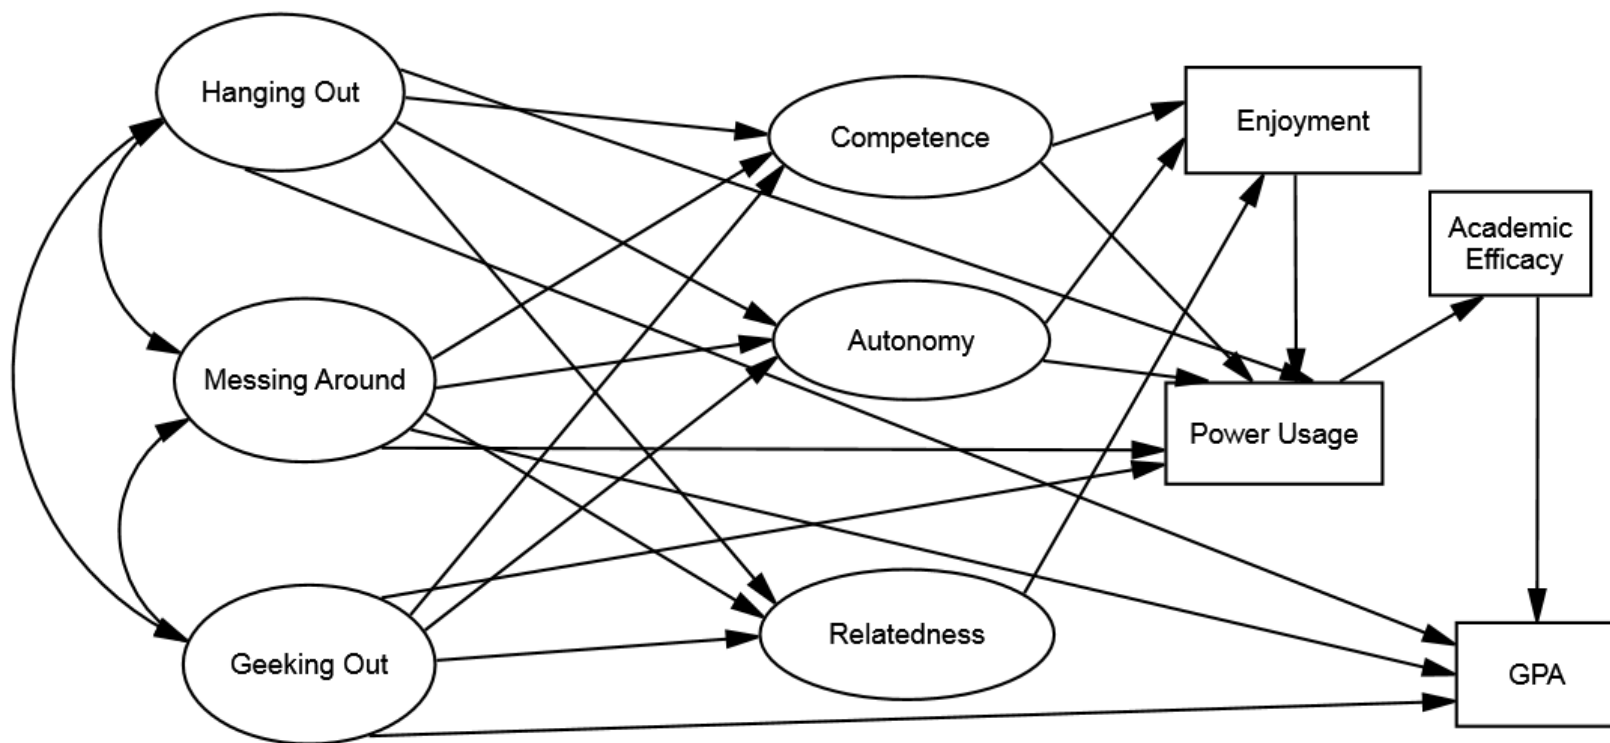 Hanging Out
Competence
Enjoyment
Academic
Efficacy
Messing Around
Autonomy
Power Usage
Geeking Out
Relatedness
GPA